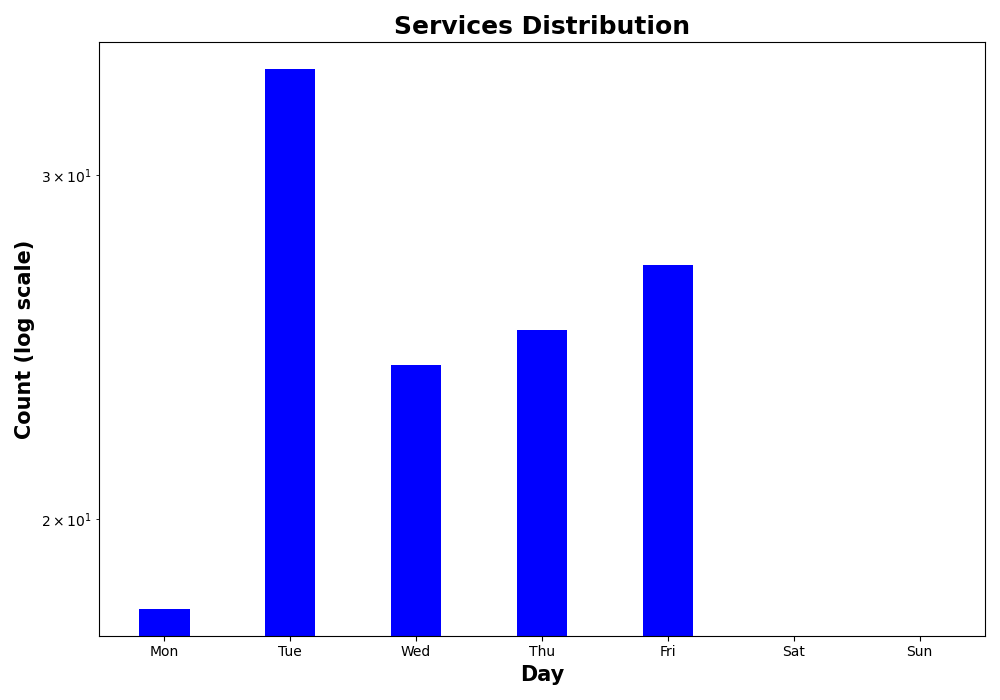 Services Distribution
Count (log scale)
3 × 10¹
2 × 10¹
Mon Tue Wed Thu Fri Sat Sun
Day